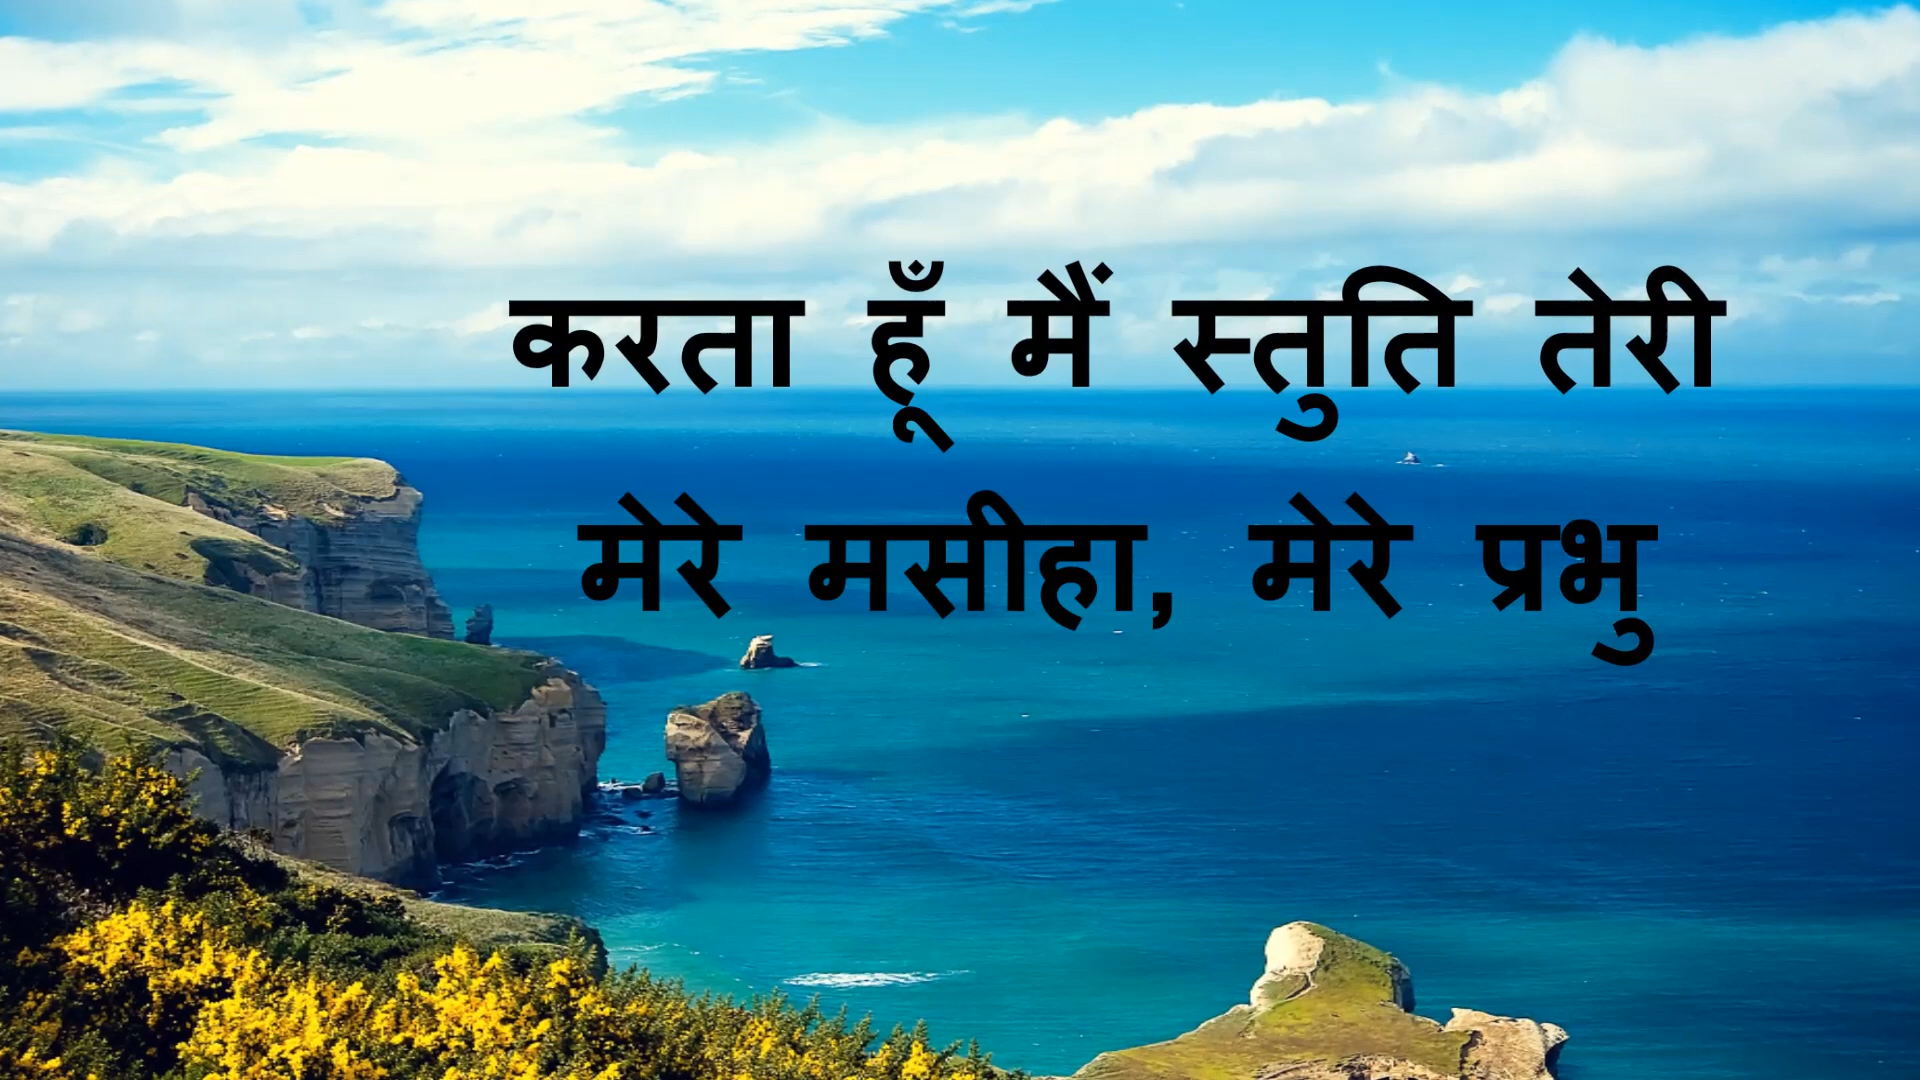 करता हूँ मैं स्तुति तेरी
मेरे मसीहा, मेरे प्रभु